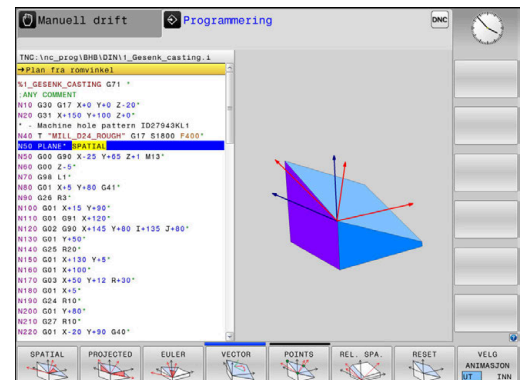 Manuell drift
Programmering
DNC
TNC:\nc_prog\BHB\DIN\1_Gesenk_casting.i
→Plan fra romvinkel
%1_GESENK_CASTING G71 *
;ANY COMMENT
N10 G30 G17 X+0 Y+0 Z-20*
N20 G31 X+150 Y+100 Z+0*
* - Machine hole pattern ID27943KL1
N40 T "MILL_D24_ROUGH" G17 S1800 F400*
N50 PLANE* SPATIAL
N50 G00 G90 X-25 Y+65 Z+1 M13*
N60 G00 Z-5*
N70 G98 L1*
N80 G01 X+5 Y+80 G41*
N90 G26 R3*
N100 G01 X+15 Y+90*
N110 G01 G91 X+120*
N120 G02 G90 X+145 Y+80 I+135 J+80*
N130 G01 Y+50*
N140 G25 R20*
N150 G01 X+130 Y+5*
N160 G01 X+100*
N170 G03 X+50 Y+12 R+30*
N180 G01 X+5*
N190 G24 R10*
N200 G01 Y+80*
N210 G27 R10*
N220 G01 X-20 Y+90 G40*
SPATIAL
PROJECTED
EULER
VECTOR
POINTS
REL. SPA.
RESET
VELG
ANIMASJON
UT INN